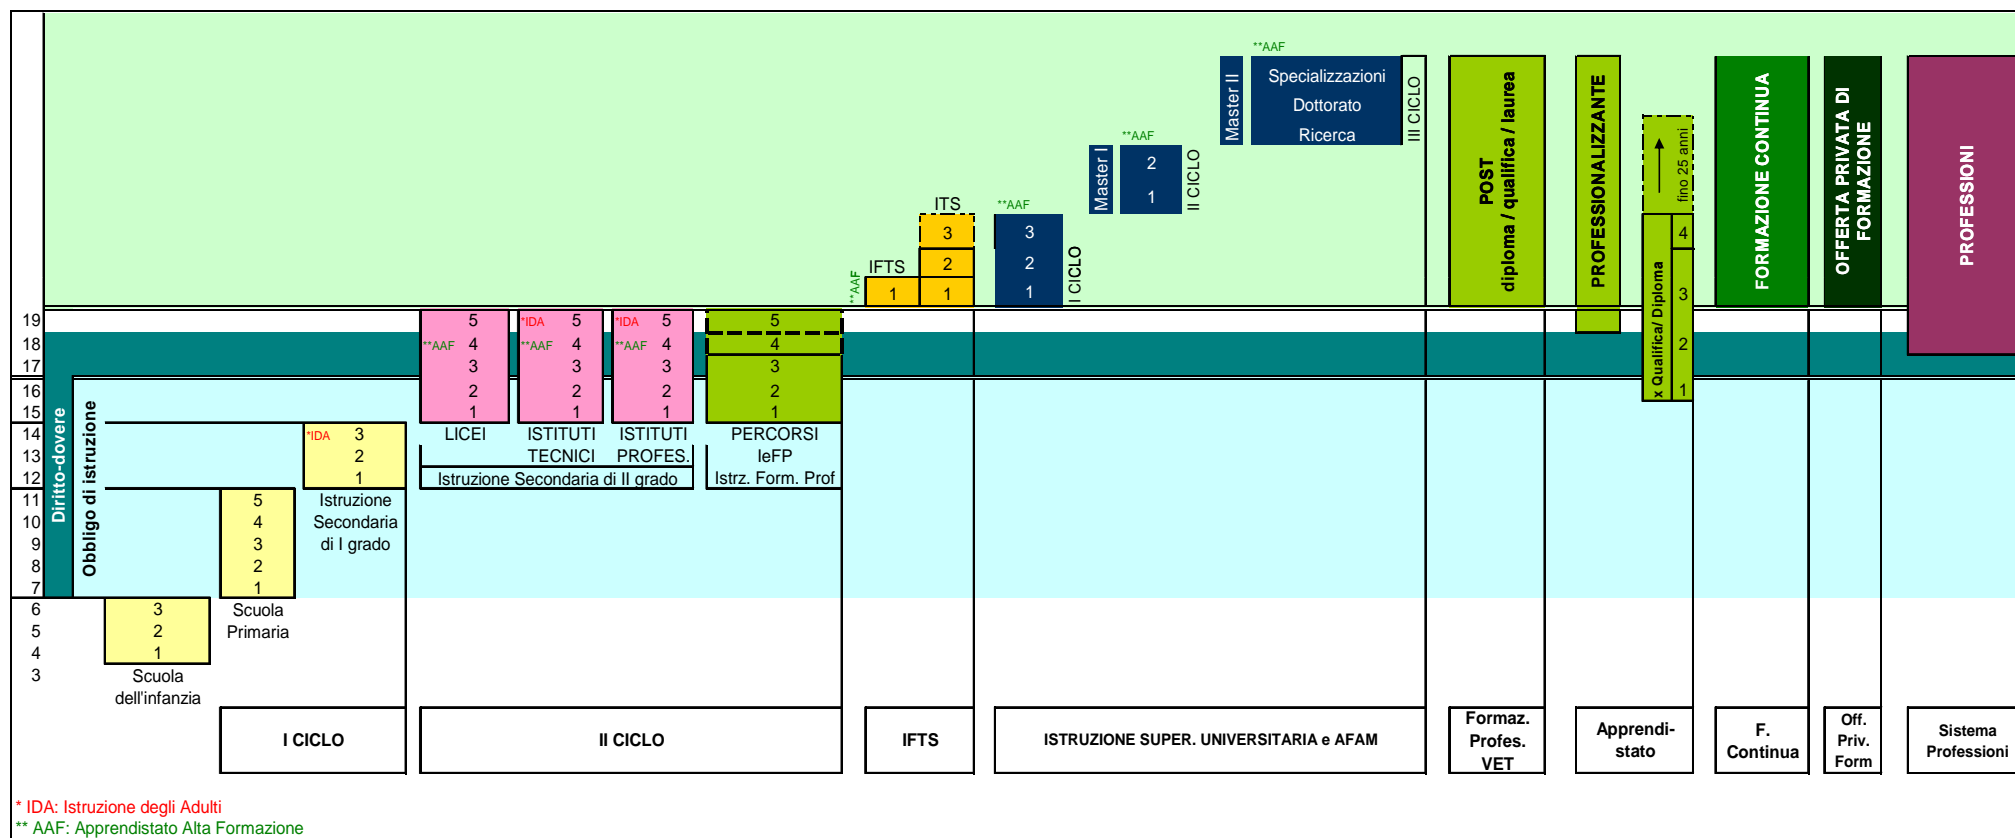 **AAF
Master II
Specializzazioni
Dottorato
Ricerca
III CICLO
**AAF
Master I
2
1
II CICLO
ITS
3
2
1
IFTS
1
**AAF
**AAF
3
2
1
I CICLO
POST
diploma / qualifica / laurea
PROFESSIONALIZZANTE
fino 25 anni
x Qualifica/ Diploma
4
3
2
1
FORMAZIONE CONTINUA
OFFERTA PRIVATA DI
FORMAZIONE
PROFESSIONI
19
18
17
16
15
14
13
12
11
10
9
8
7
6
5
4
3
Diritto-dovere
Obbligo di istruzione
3
2
1
Scuola
dell'infanzia
5
4
3
2
1
Scuola
Primaria
*IDA 3
2
1
Istruzione
Secondaria
di I grado
5
**AAF 4
3
2
1
LICEI
*IDA 5
**AAF 4
3
2
1
ISTITUTI
TECNICI
*IDA 5
**AAF 4
3
2
1
ISTITUTI
PROFES.
Istruzione Secondaria di II grado
5
4
3
2
1
PERCORSI
IeFP
Istrz. Form. Prof
I CICLO
II CICLO
IFTS
ISTRUZIONE SUPER. UNIVERSITARIA e AFAM
Formaz.
Profes.
VET
Apprendi-
stato
F.
Continua
Off.
Priv.
Form
Sistema
Professioni
* IDA: Istruzione degli Adulti
** AAF: Apprendistato Alta Formazione